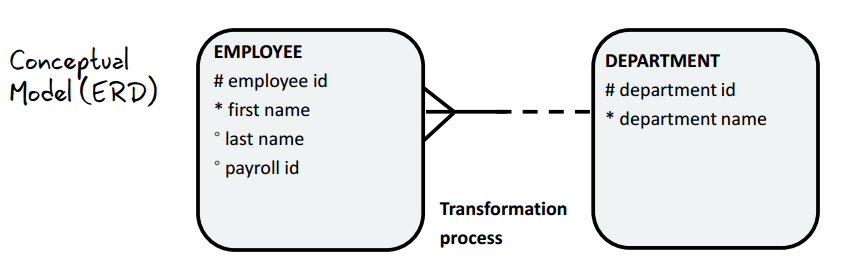 Conceptual
Model (ERD)
EMPLOYEE
# employee id
* first name
° last name
° payroll id
DEPARTMENT
# department id
* department name
Transformation
process